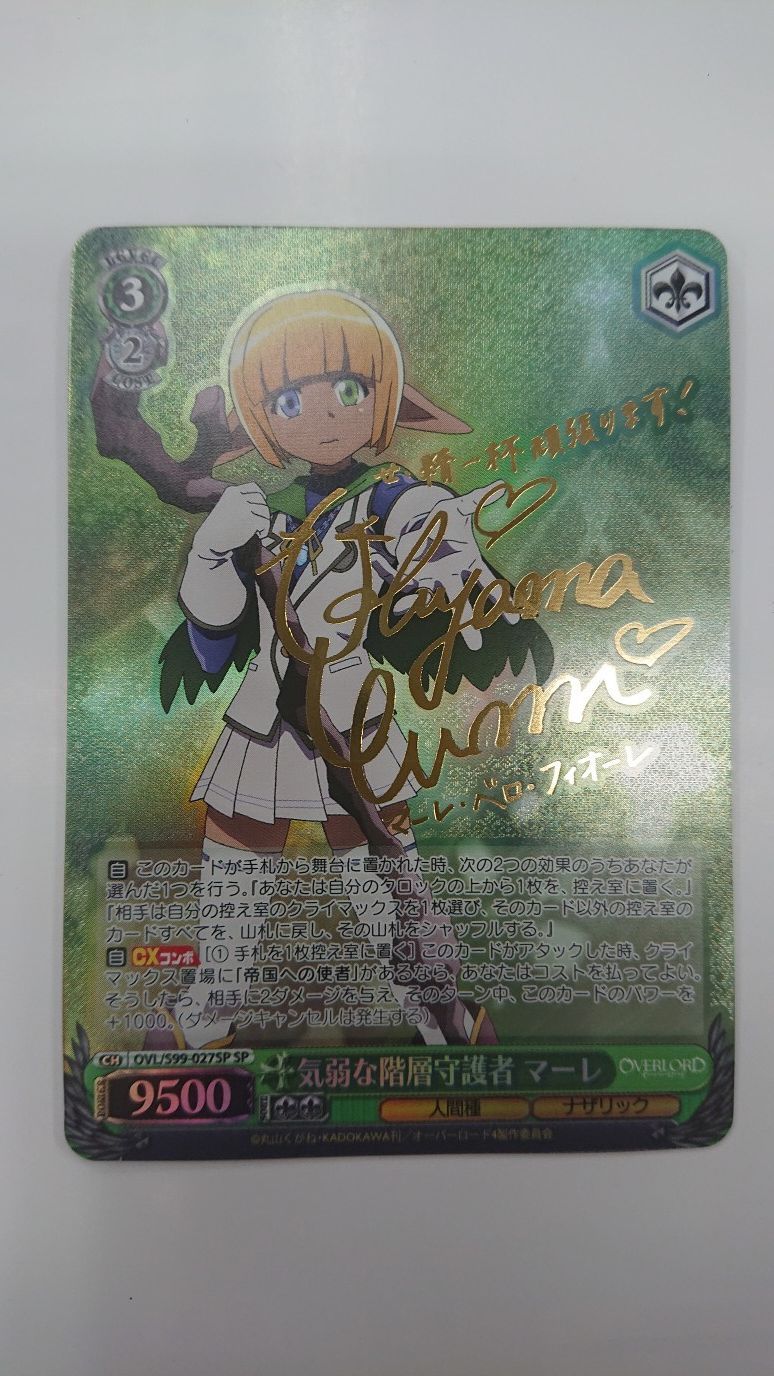 LEVEL
3
2
COST
せ、精一杯頑張ります!
Uchiyama
Yumi
マーレ・ベロ・フィオーレ
自 このカードが手札から舞台に置かれた時、次の2つの効果のうちあなたが
選んだ1つを行う。『あなたは自分のクロックの上から1枚を、控え室に置く。』
『相手は自分の控え室のクライマックスを1枚選び、そのカード以外の控え室の
カードすべてを、山札に戻し、その山札をシャッフルする。』
自 CXコンボ [① 手札を1枚控え室に置く] このカードがアタックした時、クライ
マックス置場に「帝国への使者」があるなら、あなたはコストを払ってよい。
そうしたら、相手に2ダメージを与え、そのターン中、このカードのパワーを
+1000。(ダメージキャンセルは発生する)
CH OVL/S99-027SP SP
気弱な階層守護者 マーレ
OVERLORD
POWER
9500
SOUL
人間種
ナザリック
©丸山くがね・KADOKAWA刊/オーバーロード4製作委員会